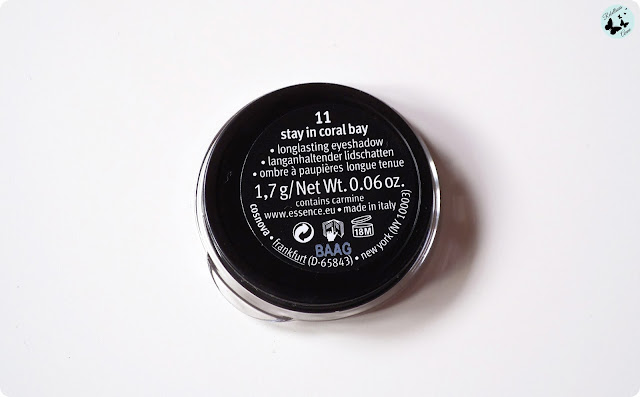 11
stay in coral bay
• longlasting eyeshadow
• langanhaltender lidschatten
• ombre à paupières longue tenue
1,7 g/ Net Wt. 0.06 oz.
contains carmine
www.essence.eu • made in italy
18M
BAAG
cosnova • frankfurt (D-65843) • new york (NY 10003)